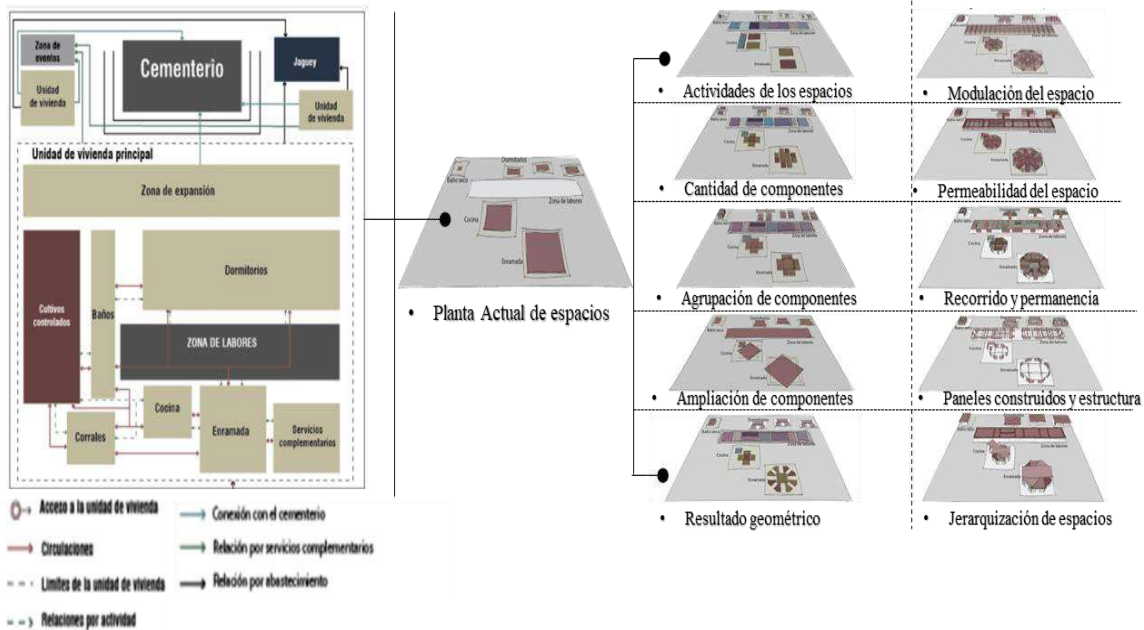 Zona de
eventos
Cementerio
Jaguey
Unidad
de vivienda
Unidad
de vivienda
Unidad de vivienda principal
Zona de expansión
Cultivos
controlados
Baños
Dormitorios
ZONA DE LABORES
Cocina
Corrales
Enramada
Servicios
complementarios
Acceso a la unidad de vivienda
Circulaciones
Límites de la unidad de vivienda
Relaciones por actividad
Conexión con el cementerio
Relación por servicios complementarios
Relación por abastecimiento
Dormitorios
Baño seco
Zona de labores
Cocina
Enramada
• Planta Actual de espacios
• Actividades de los espacios
• Cantidad de componentes
• Agrupación de componentes
• Ampliación de componentes
• Resultado geométrico
• Modulación del espacio
• Permeabilidad del espacio
• Recorrido y permanencia
• Paneles construidos y estructura
• Jerarquización de espacios